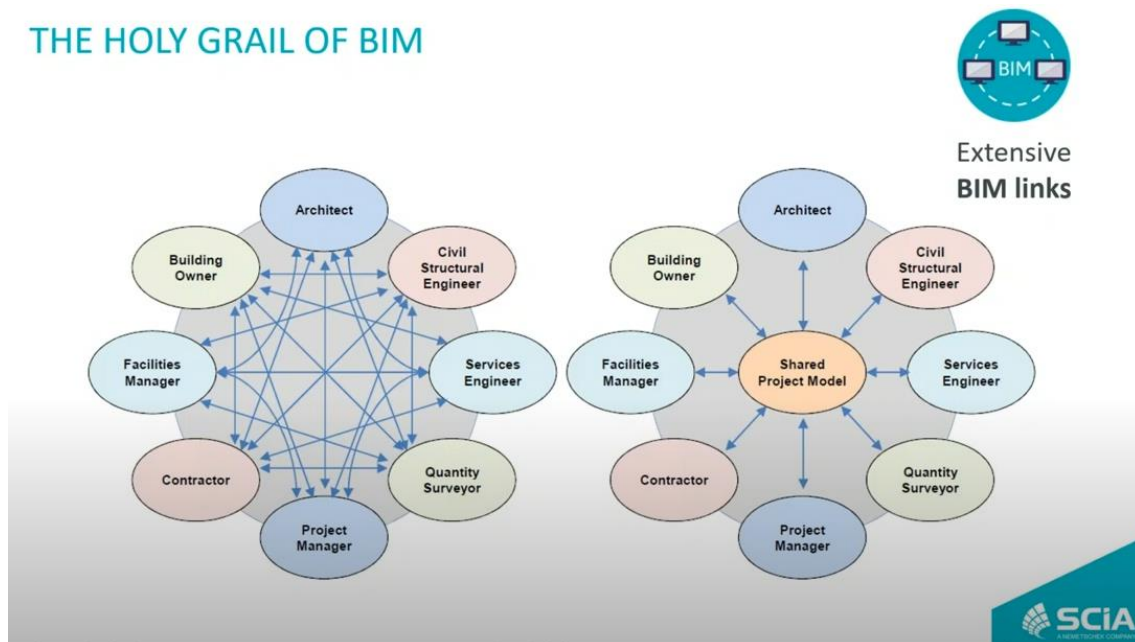 THE HOLY GRAIL OF BIM
BIM
Extensive
BIM links
Architect
Building
Owner
Civil
Structural
Engineer
Facilities
Manager
Services
Engineer
Contractor
Quantity
Surveyor
Project
Manager
Architect
Building
Owner
Civil
Structural
Engineer
Facilities
Manager
Shared
Project Model
Services
Engineer
Contractor
Quantity
Surveyor
Project
Manager
SCiA
A NEMETSCHEK COMPANY